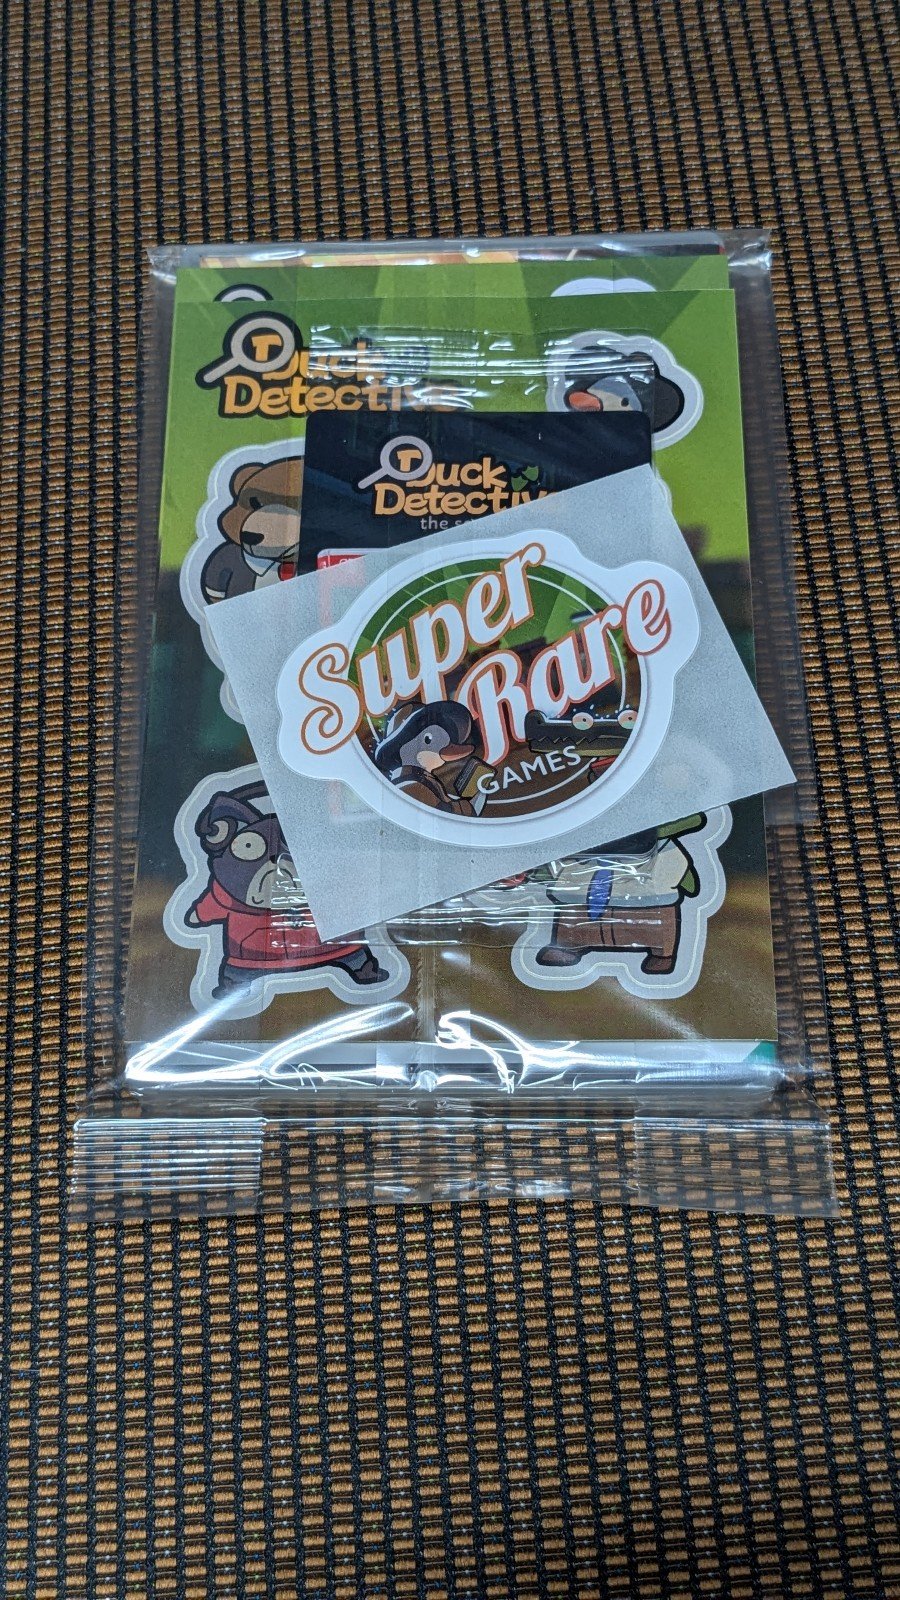 Duck
Detective
Duck
Detective
the
Super
Rare
GAMES